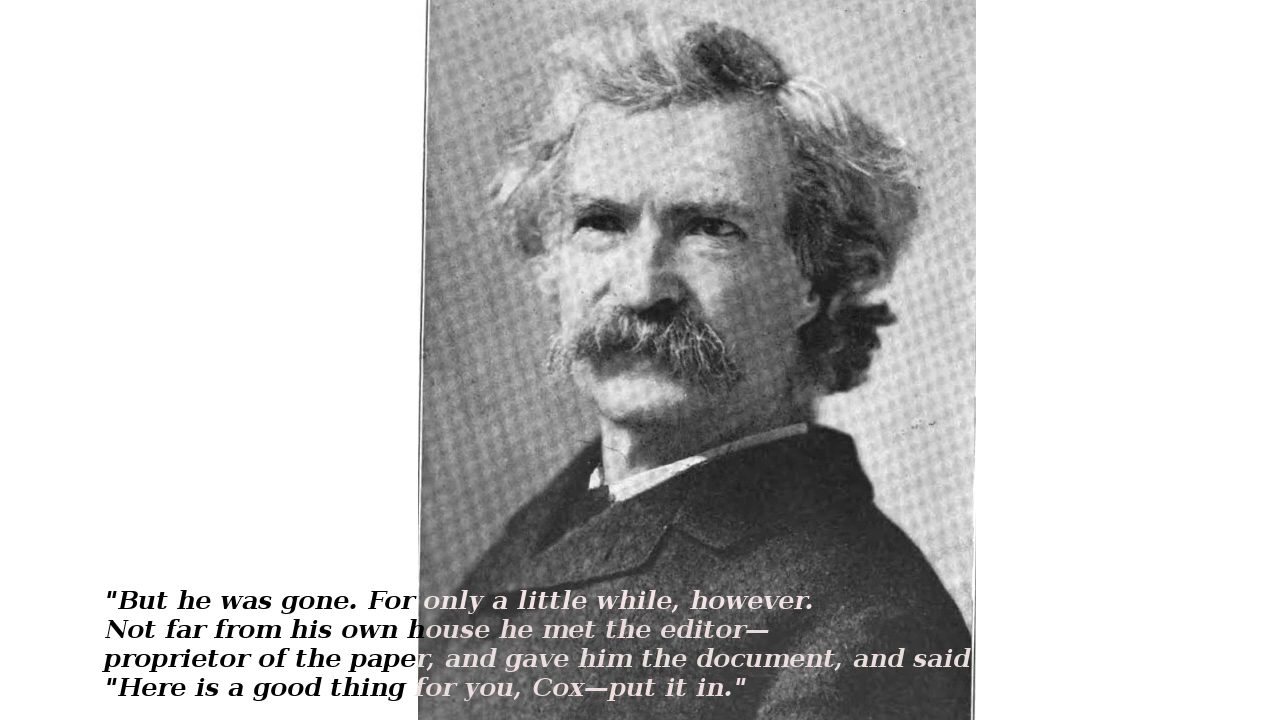 "But he was gone. For only a little while, however.
Not far from his own house he met the editor—
proprietor of the paper, and gave him the document, and said
"Here is a good thing for you, Cox—put it in."